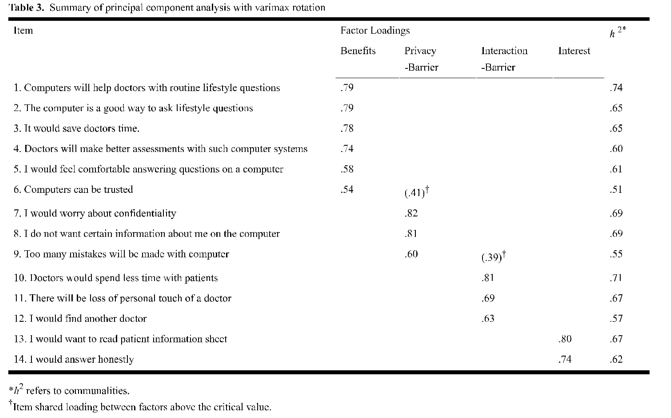 Table 3. Summary of principal component analysis with varimax rotation
Item Factor Loadings h 2*
Benefits Privacy -Barrier Interaction -Barrier Interest
1. Computers will help doctors with routine lifestyle questions .79 .74
2. The computer is a good way to ask lifestyle questions .79 .65
3. It would save doctors time. .78 .65
4. Doctors will make better assessments with such computer systems .74 .60
5. I would feel comfortable answering questions on a computer .58 .61
6. Computers can be trusted .54 (.41)† .51
7. I would worry about confidentiality .82 .69
8. I do not want certain information about me on the computer .81 .69
9. Too many mistakes will be made with computer .60 (.39)† .55
10. Doctors would spend less time with patients .81 .71
11. There will be loss of personal touch of a doctor .69 .67
12. I would find another doctor .63 .57
13. I would want to read patient information sheet .80 .67
14. I would answer honestly .74 .62
*h2 refers to communalities.
†Item shared loading between factors above the critical value.